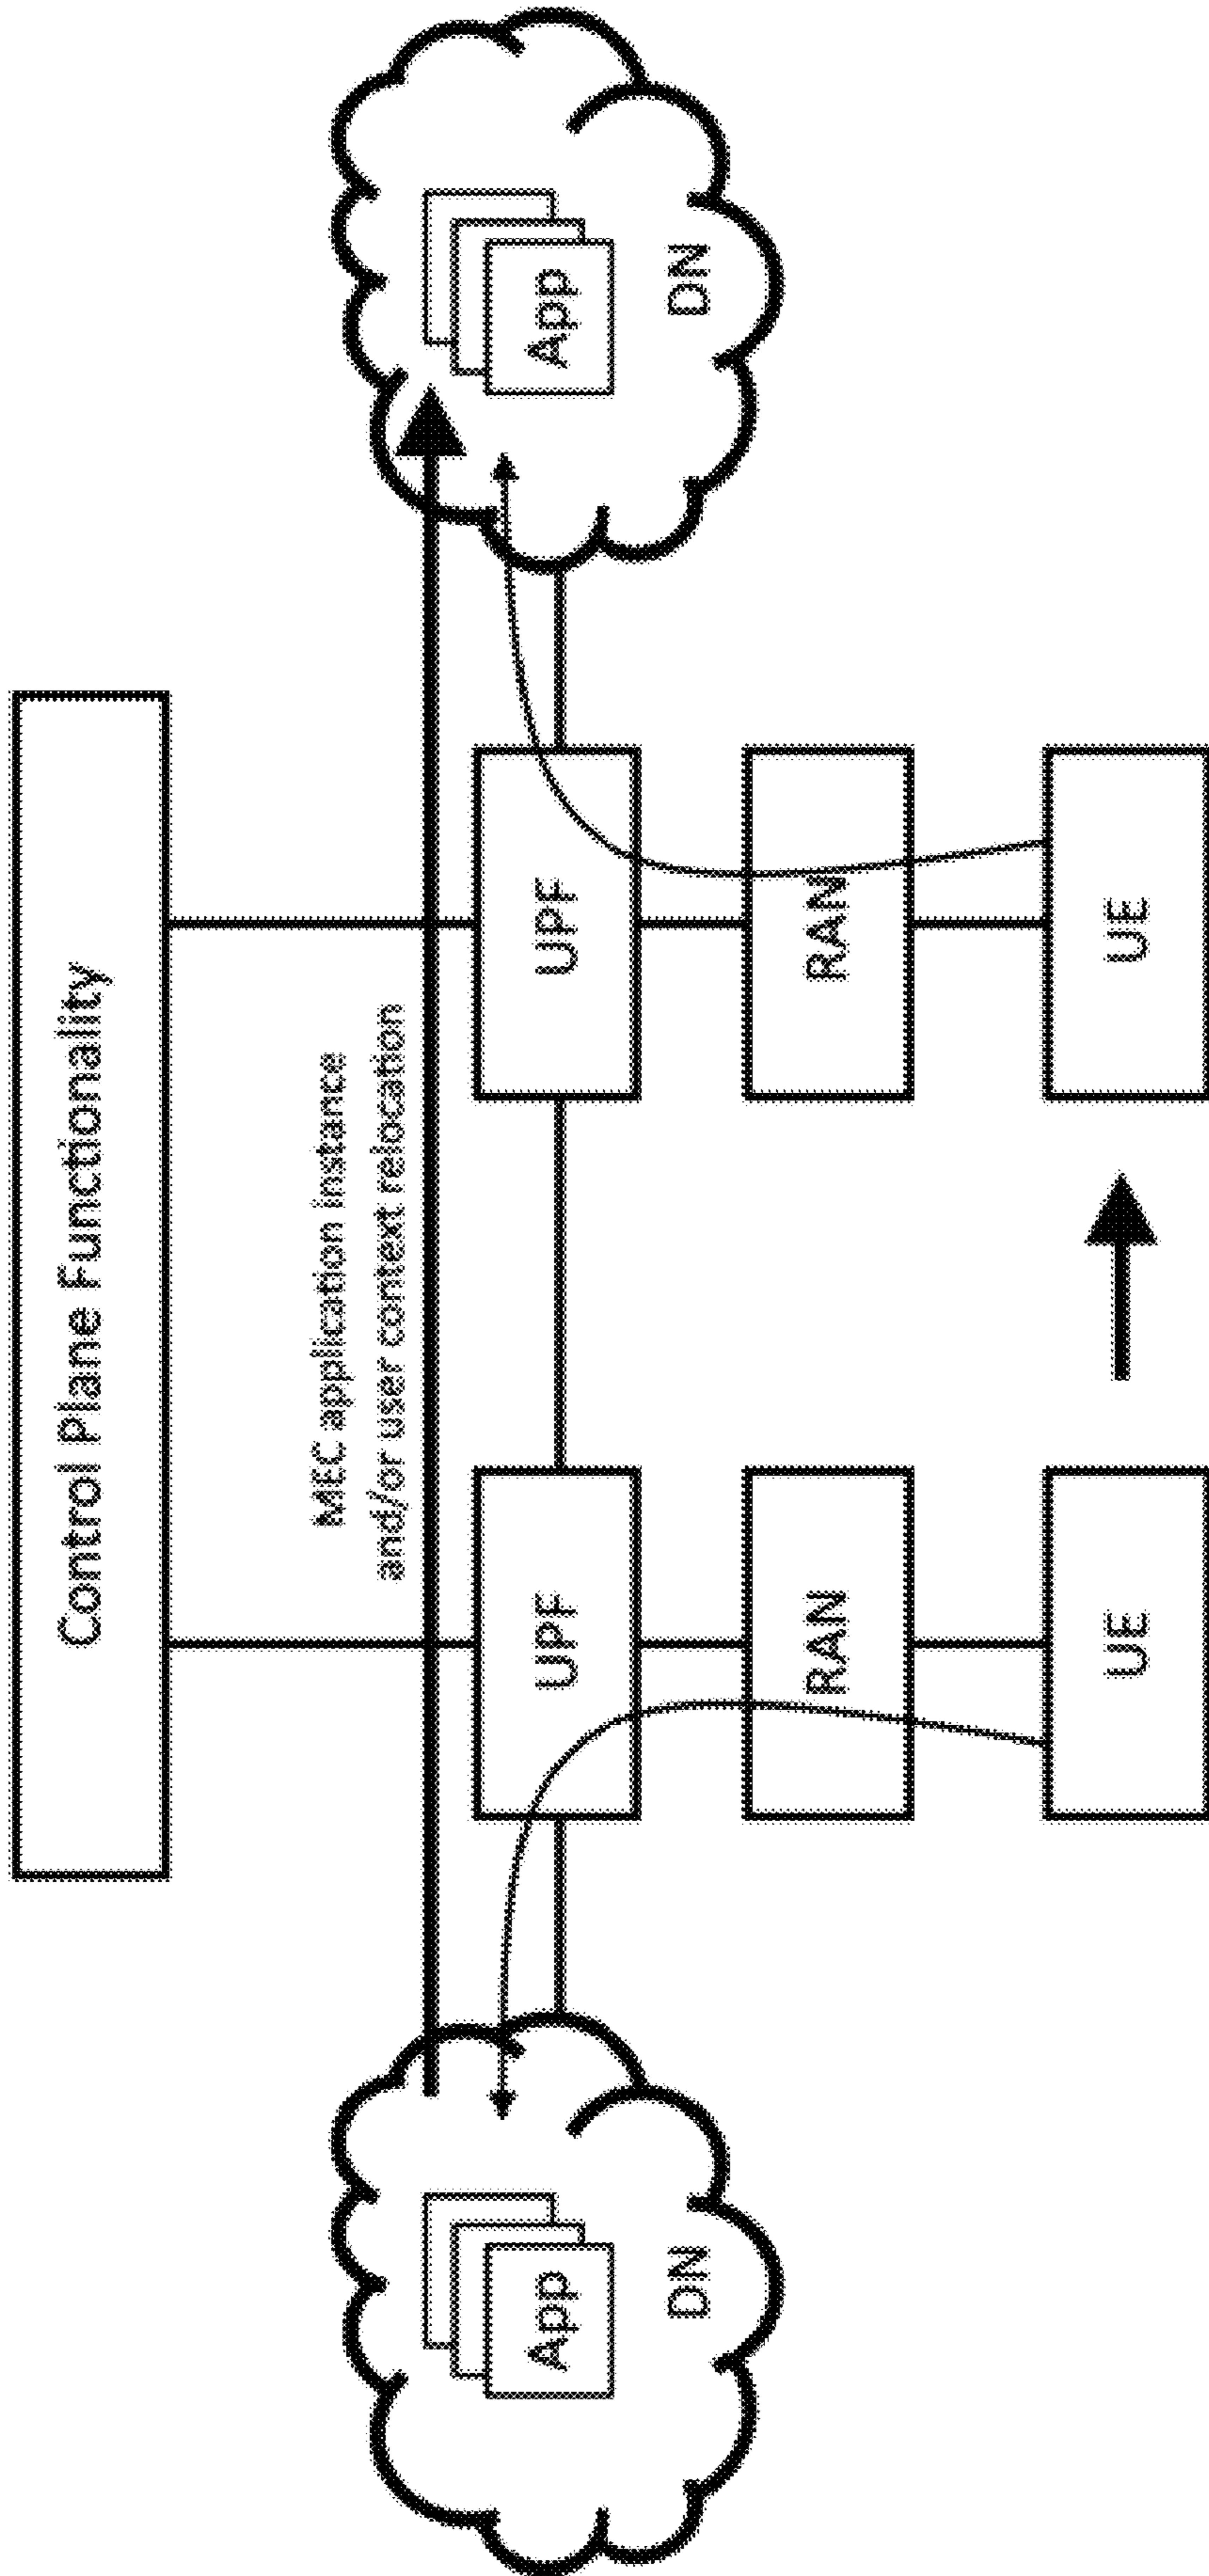 Control Plane Functionality
MEC application instance
and/or user context relocation
App
DN
UPF
UPF
App
DN
RAN
RAN
UE
UE